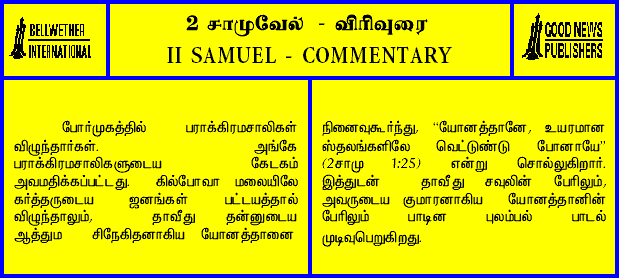 BELLWETHER
INTERNATIONAL
2 சாமுவேல் - விரிவுரை
II SAMUEL - COMMENTARY
GOOD NEWS
PUBLISHERS
போர்முகத்தில் பராக்கிரமசாலிகள்
விழுந்தார்கள். அங்கே
பராக்கிரமசாலிகளுடைய கேடகம்
அவமதிக்கப்பட்டது. கில்போவா மலையிலே
கர்த்தருடைய ஜனங்கள் பட்டயத்தால்
விழுந்தாலும், தாவீது தன்னுடைய
ஆத்தும சிநேகிதனாகிய யோனத்தானை
நினைவுகூர்ந்து, “யோனத்தானே, உயரமான
ஸ்தலங்களிலே வெட்டுண்டு போனாயே”
(2சாமு 1:25) என்று சொல்லுகிறார்.
இத்துடன் தாவீது சவுலின் பேரிலும்,
அவருடைய குமாரனாகிய யோனத்தானின்
பேரிலும் பாடின புலம்பல் பாடல்
முடிவுபெறுகிறது.